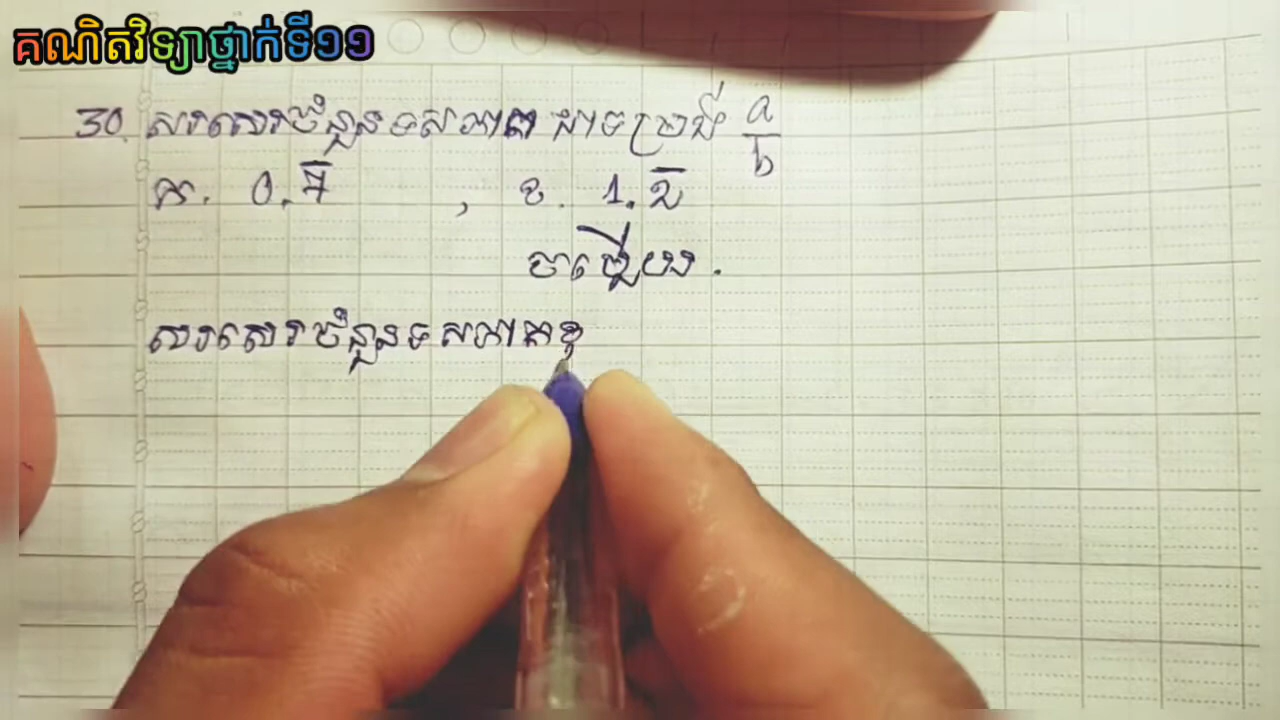 គណិតវិទ្យាថ្នាក់ទី១១
30. សរសេរចំនួនទសភាគ ជាទម្រង់ a/b
ក. 0.7̅ , ខ. 1.2̅
ចម្លើយ.
សរសេរចំនួនទសភាគខ